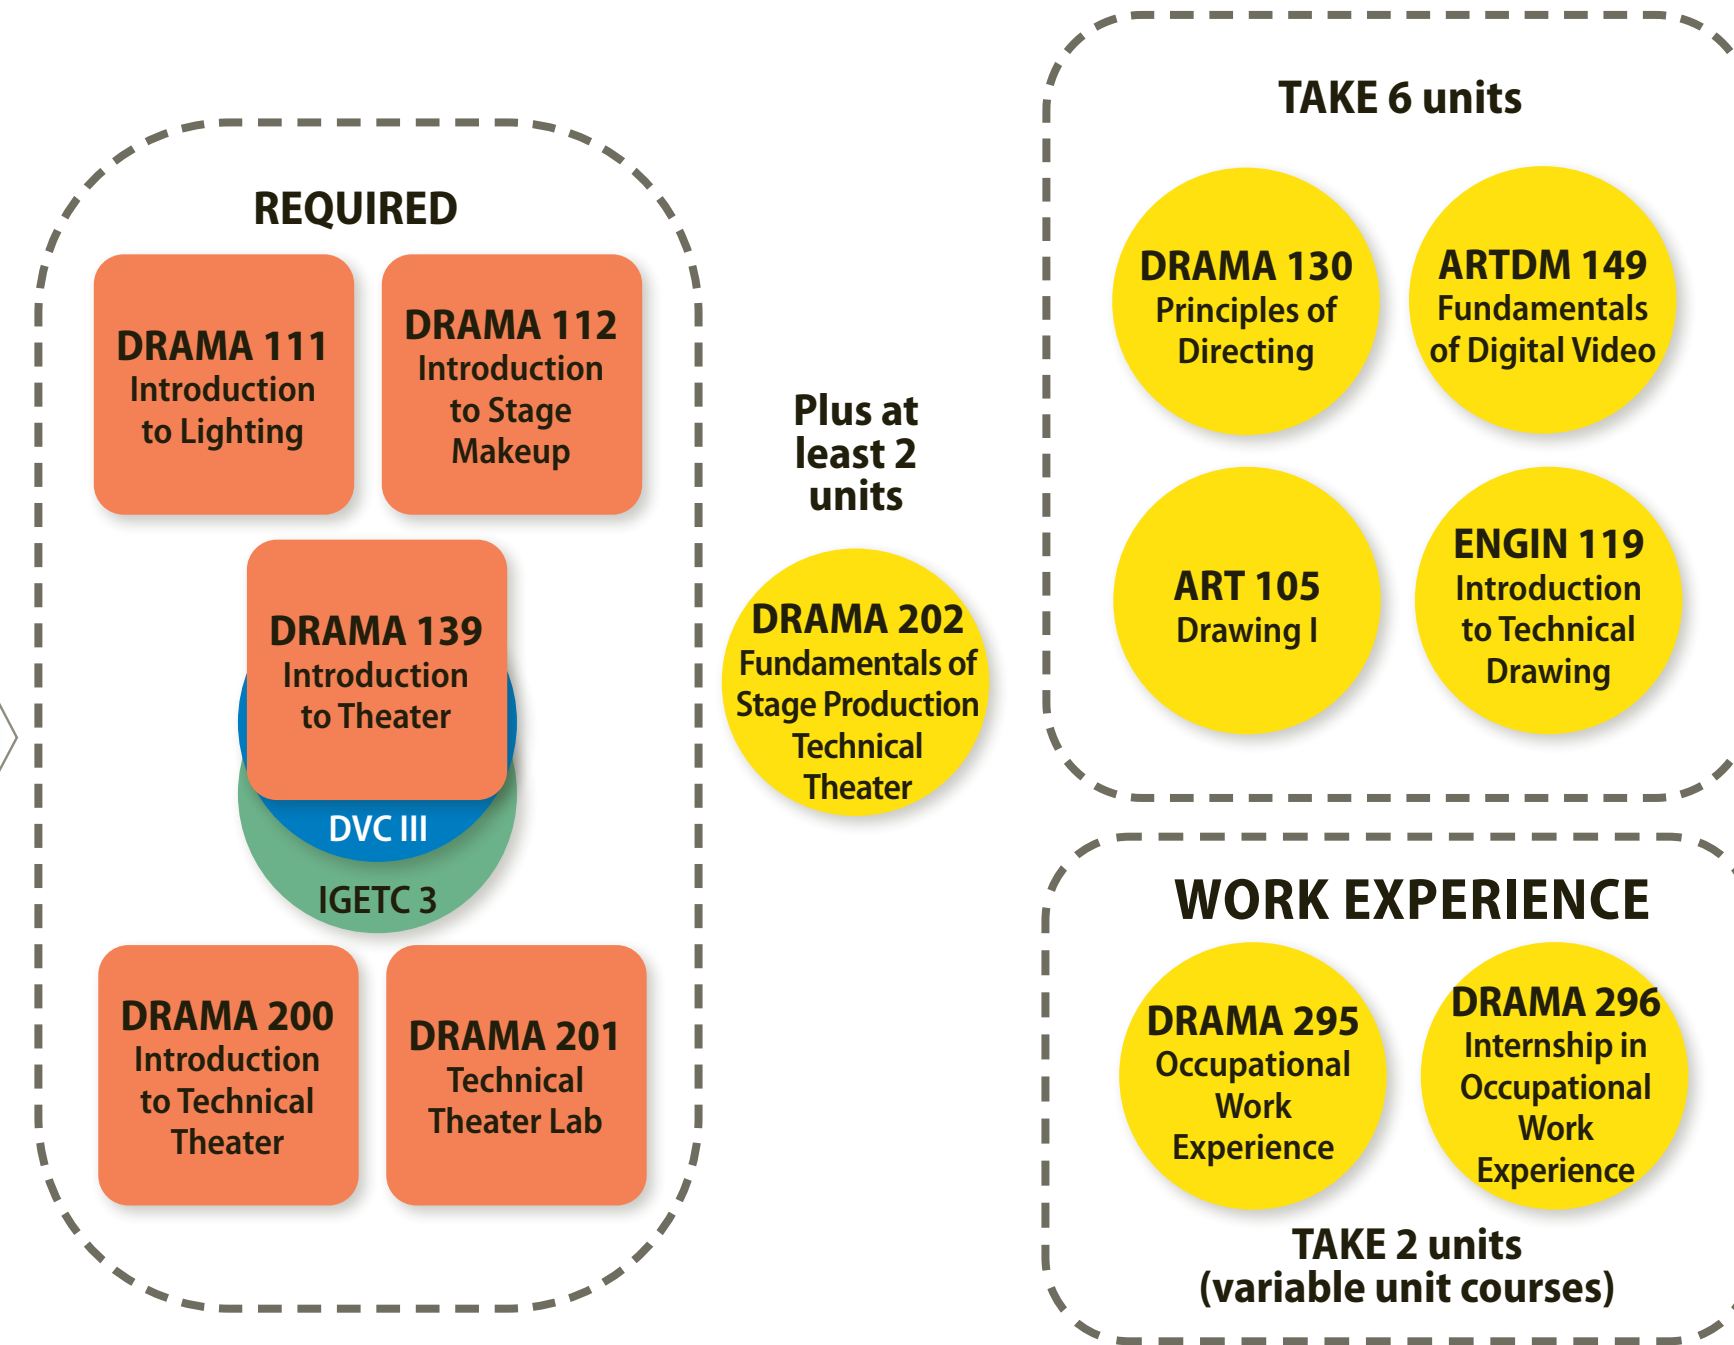 REQUIRED
DRAMA 111
Introduction
to Lighting
DRAMA 112
Introduction
to Stage
Makeup
DRAMA 139
Introduction
to Theater
DVC III
IGETC 3
DRAMA 200
Introduction
to Technical
Theater
DRAMA 201
Technical
Theater Lab
Plus at
least 2
units
DRAMA 202
Fundamentals of
Stage Production
Technical
Theater
TAKE 6 units
DRAMA 130
Principles of
Directing
ARTDM 149
Fundamentals
of Digital Video
ART 105
Drawing I
ENGIN 119
Introduction
to Technical
Drawing
WORK EXPERIENCE
DRAMA 295
Occupational
Work
Experience
DRAMA 296
Internship in
Occupational
Work
Experience
TAKE 2 units
(variable unit courses)